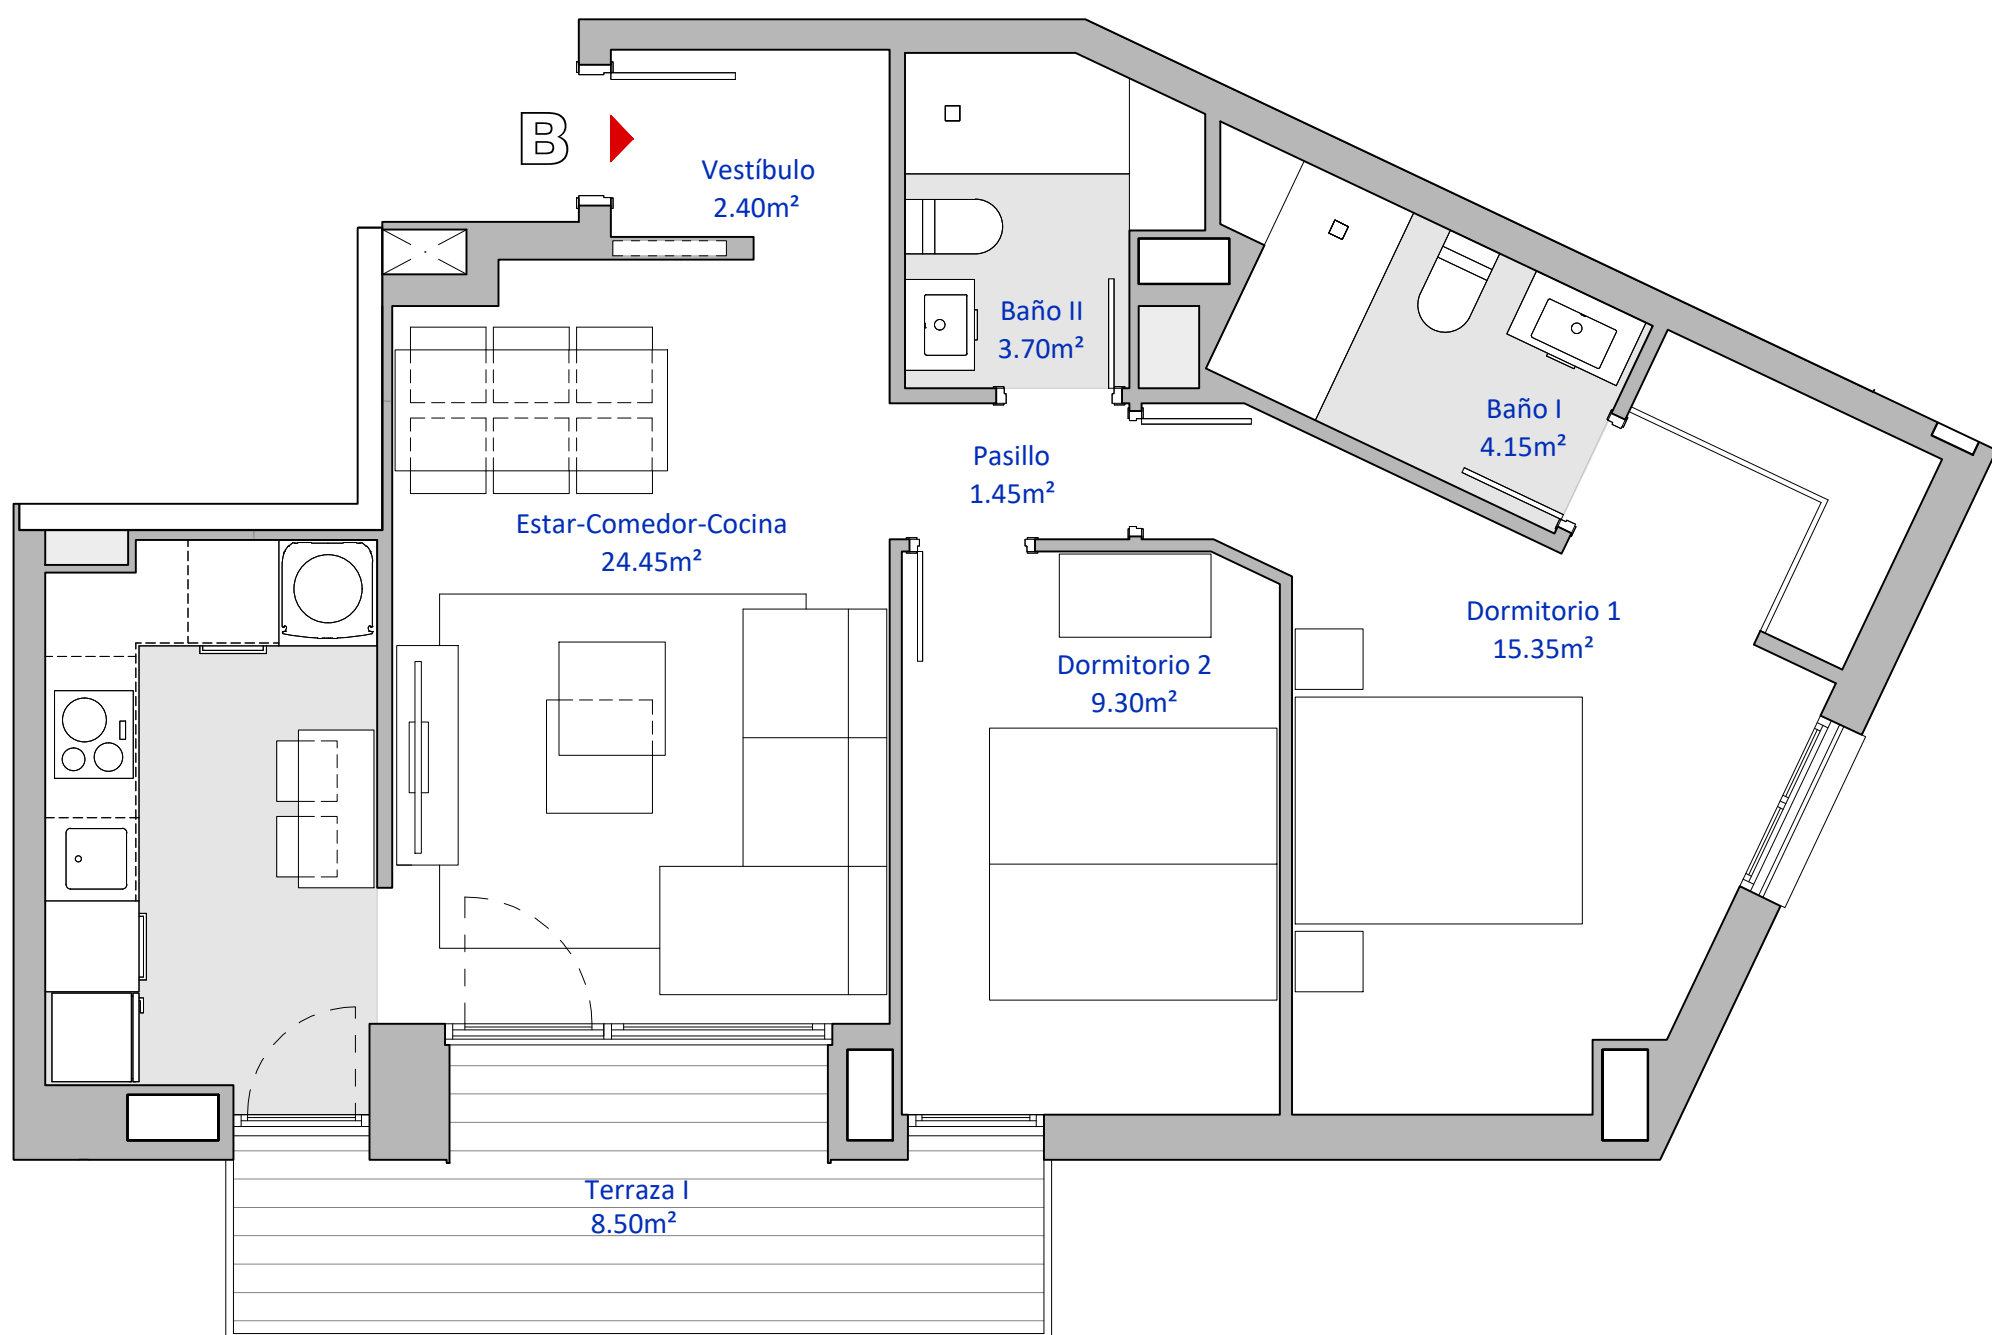 B
Vestíbulo
2.40m²
Baño II
3.70m²
Baño I
4.15m²
Pasillo
1.45m²
Estar-Comedor-Cocina
24.45m²
Dormitorio 1
15.35m²
Dormitorio 2
9.30m²
Terraza I
8.50m²